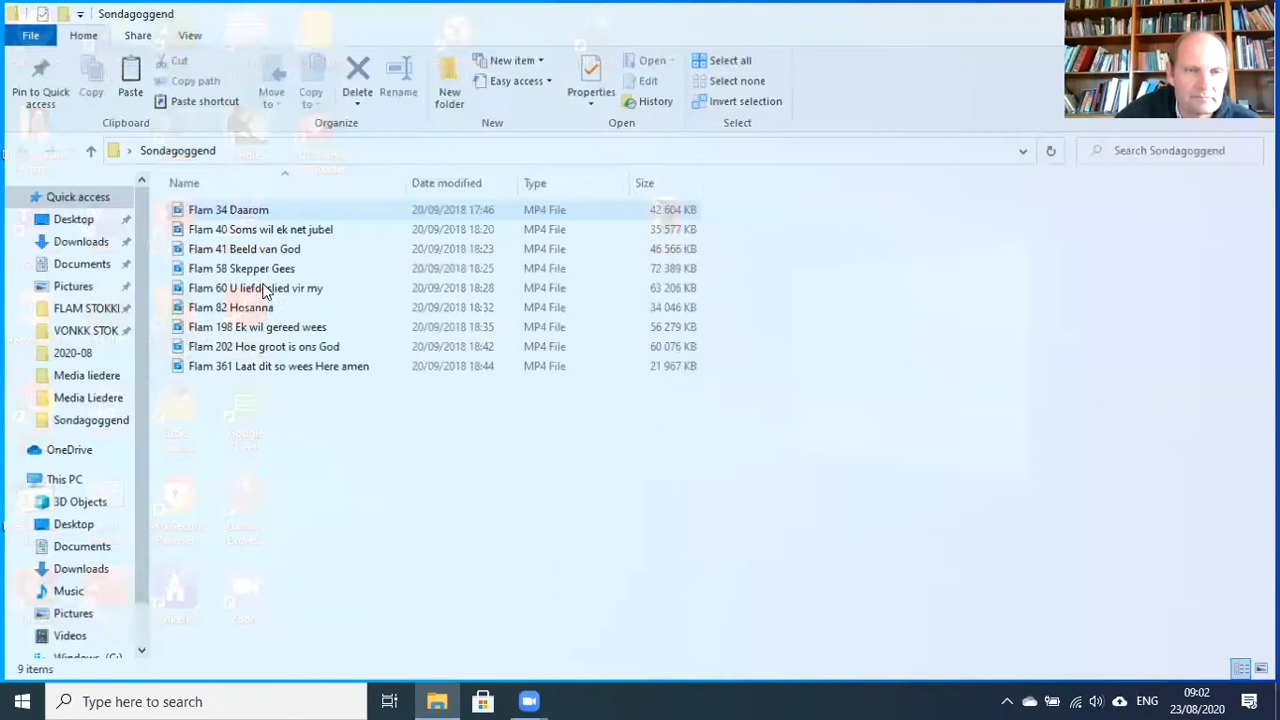 Sondagoggend
File Home Share View
Pin to Quick access
Copy
Paste
Cut
Copy path
Paste shortcut
Clipboard
Move to
Copy to
Delete
Rename
Organize
New folder
New item
Easy access
New
Properties
Open
Edit
History
Open
Select all
Select none
Invert selection
Select
Sondagoggend
Search Sondagoggend
Name Date modified Type Size
Flam 34 Daarom 20/09/2018 17:46 MP4 File 42 604 KB
Flam 40 Soms wil ek net jubel 20/09/2018 18:20 MP4 File 35 577 KB
Flam 41 Beeld van God 20/09/2018 18:23 MP4 File 46 566 KB
Flam 58 Skepper Gees 20/09/2018 18:25 MP4 File 72 389 KB
Flam 60 U liefdeslied vir my 20/09/2018 18:28 MP4 File 63 206 KB
Flam 82 Hosanna 20/09/2018 18:32 MP4 File 34 046 KB
Flam 198 Ek wil gereed wees 20/09/2018 18:35 MP4 File 56 279 KB
Flam 202 Hoe groot is ons God 20/09/2018 18:42 MP4 File 60 076 KB
Flam 361 Laat dit so wees Here amen 20/09/2018 18:44 MP4 File 21 967 KB
Quick access
Desktop
Downloads
Documents
Pictures
FLAM STOKKI
VONKK STOK
2020-08
Media liedere
Media Liedere
Sondagoggend
OneDrive
This PC
3D Objects
Desktop
Documents
Downloads
Music
Pictures
Videos
Windows (C:)
9 items
Type here to search
ENG
09:02
23/08/2020